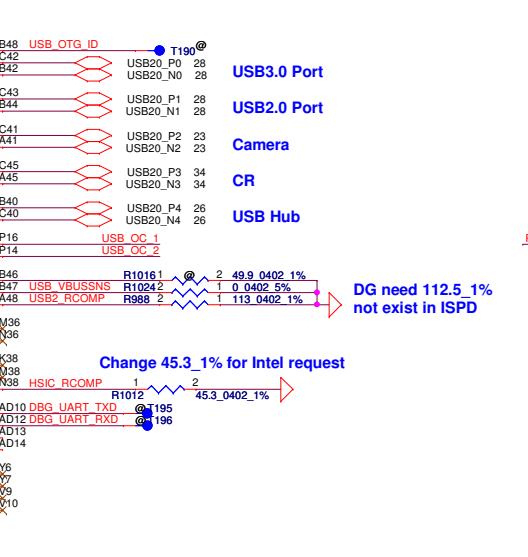 B48 USB_OTG_ID T190 @
C42 USB20_P0 28
B42 USB20_N0 28
USB3.0 Port
C43 USB20_P1 28
B44 USB20_N1 28
USB2.0 Port
C41 USB20_P2 23
A41 USB20_N2 23
Camera
C45 USB20_P3 34
A45 USB20_N3 34
CR
B40 USB20_P4 26
C40 USB20_N4 26
USB Hub
P16 USB_OC_1
P14 USB_OC_2
B46 R1016 1 @ 2 49.9_0402_1%
B47 USB_VBUSSNS R1024 2 1 0_0402_5%
A48 USB2_RCOMP R988 2 1 113_0402_1%
DG need 112.5_1%
not exist in ISPD
M36
N36
K38
M38
Change 45.3_1% for Intel request
N38 HSIC_RCOMP 1 2
R1012 45.3_0402_1%
AD10 DBG_UART_TXD @ T195
AD12 DBG_UART_RXD @ T196
AD13
AD14
Y6
Y7
V9
V10